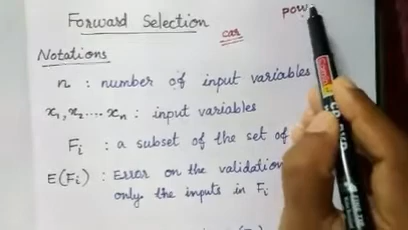 Forward Selection
car
pow
Notations
n : number of input variables
x₁, x₂.... xₙ : input variables
Fᵢ : a subset of the set of
E(Fᵢ) : Error on the validation
only the inputs in Fᵢ